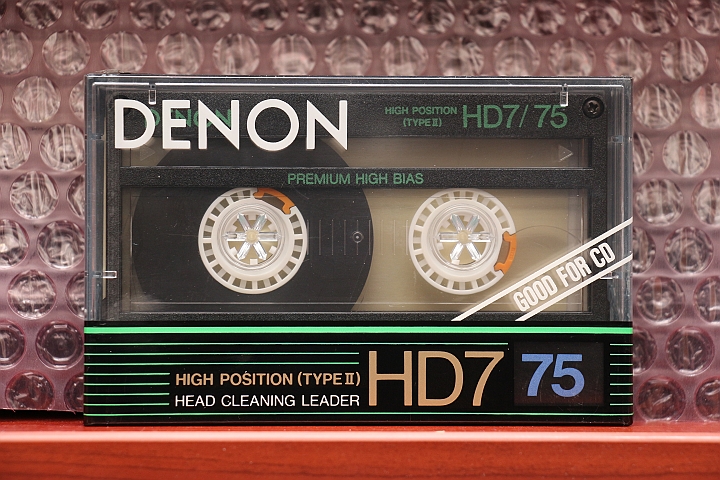 DENON
DENON
HIGH POSITION
(TYPE II)
HD7/75
PREMIUM HIGH BIAS
GOOD FOR CD
HIGH POSITION (TYPE II)
HEAD CLEANING LEADER
HD7
75